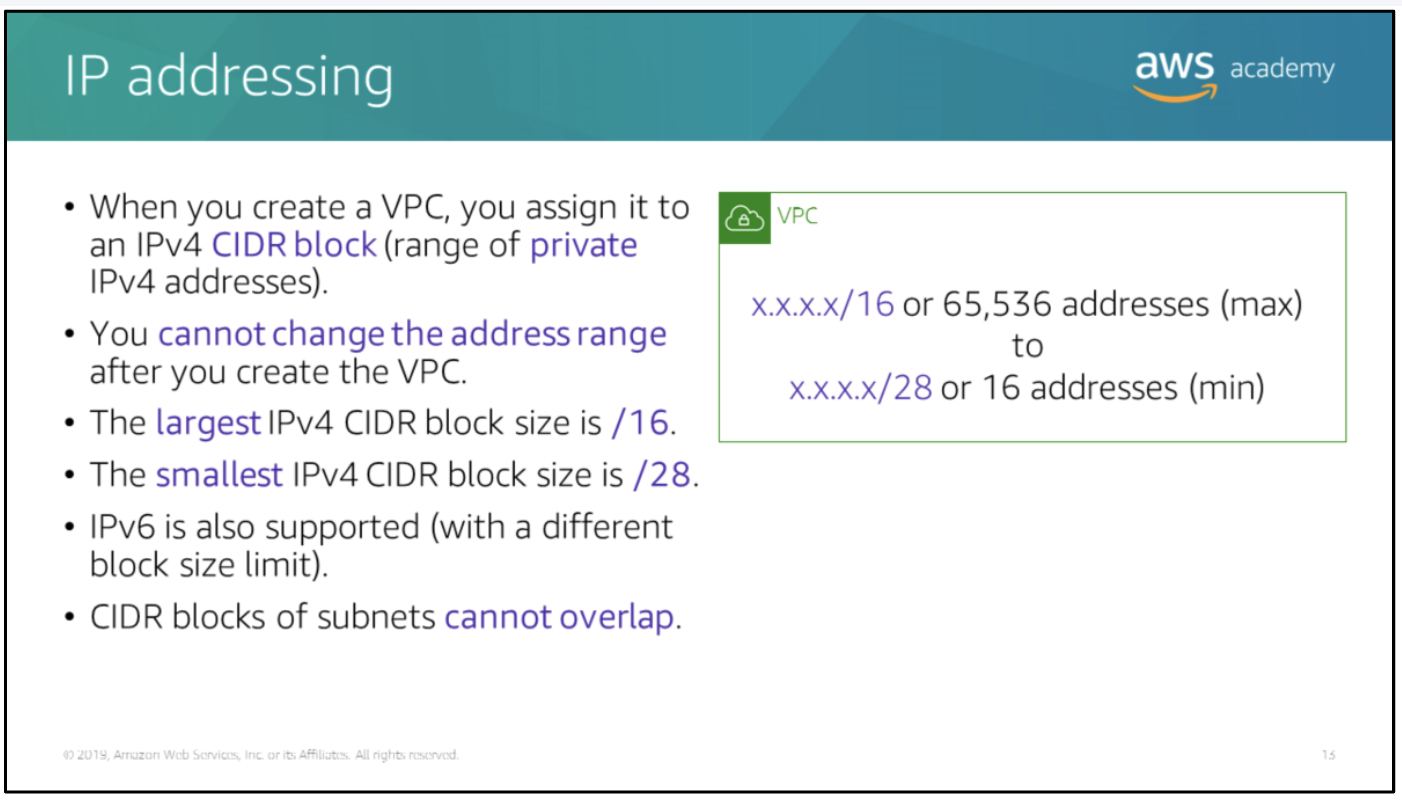 IP addressing
aws academy
• When you create a VPC, you assign it to
an IPv4 CIDR block (range of private
IPv4 addresses).
• You cannot change the address range
after you create the VPC.
• The largest IPv4 CIDR block size is /16.
• The smallest IPv4 CIDR block size is /28.
• IPv6 is also supported (with a different
block size limit).
• CIDR blocks of subnets cannot overlap.
VPC
x.x.x.x/16 or 65,536 addresses (max)
to
x.x.x.x/28 or 16 addresses (min)
© 2019, Amazon Web Services, Inc. or its Affiliates. All rights reserved.
13